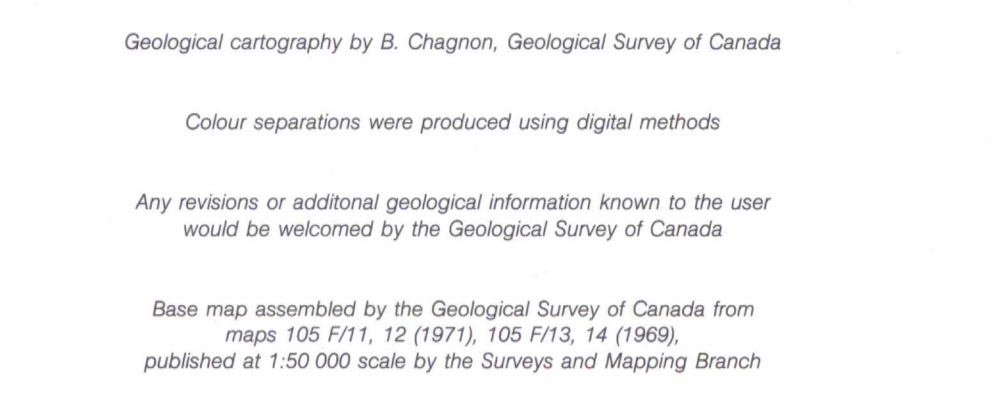 Geological cartography by B. Chagnon, Geological Survey of Canada
Colour separations were produced using digital methods
Any revisions or additonal geological information known to the user
would be welcomed by the Geological Survey of Canada
Base map assembled by the Geological Survey of Canada from
maps 105 F/11, 12 (1971), 105 F/13, 14 (1969),
published at 1:50 000 scale by the Surveys and Mapping Branch